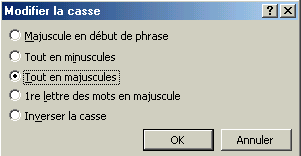 Modifier la casse
Majuscule en début de phrase
Tout en minuscules
Tout en majuscules
1re lettre des mots en majuscule
Inverser la casse
OK Annuler